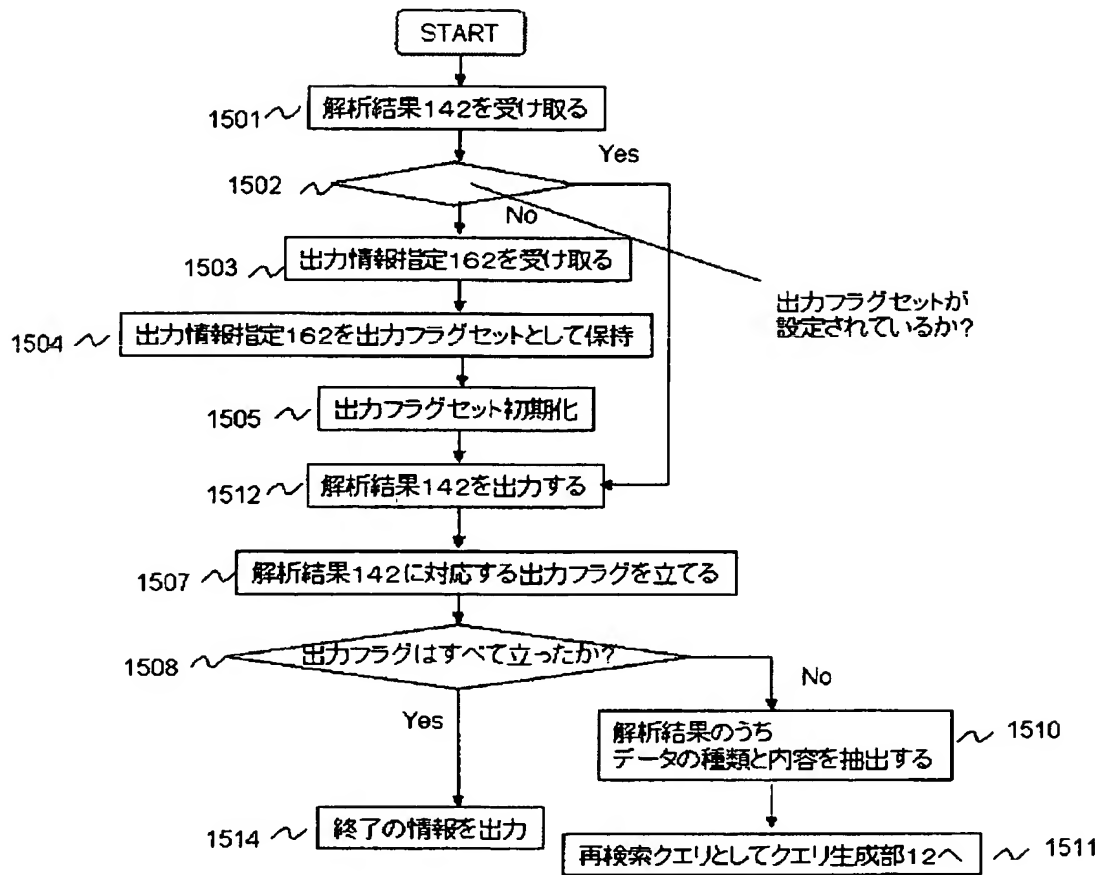 START
1501 解析結果142を受け取る
Yes
1502
No
1503 出力情報指定162を受け取る
出力フラグセットが
設定されているか?
1504 出力情報指定162を出力フラグセットとして保持
1505 出力フラグセット初期化
1512 解析結果142を出力する
1507 解析結果142に対応する出力フラグを立てる
1508 出力フラグはすべて立ったか?
No
Yes
解析結果のうち
データの種類と内容を抽出する 1510
1514 終了の情報を出力
再検索クエリとしてクエリ生成部12へ 1511